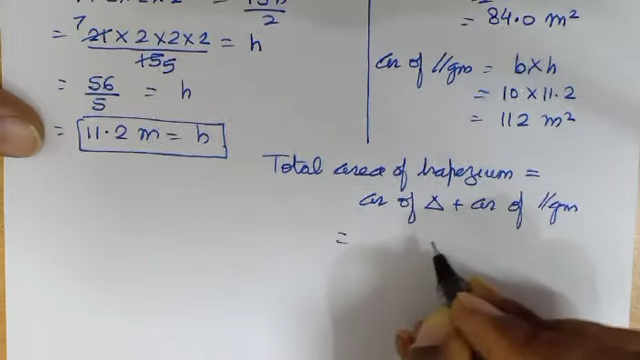 = 7 21 × 2 × 2 × 2 / 15 5 = h
= 56/5 = h
= 11.2 m = h
= 84.0 m²
ar of //gm = b×h
= 10 × 11.2
= 112 m²
Total area of trapezium =
ar of Δ + ar of //gm
=